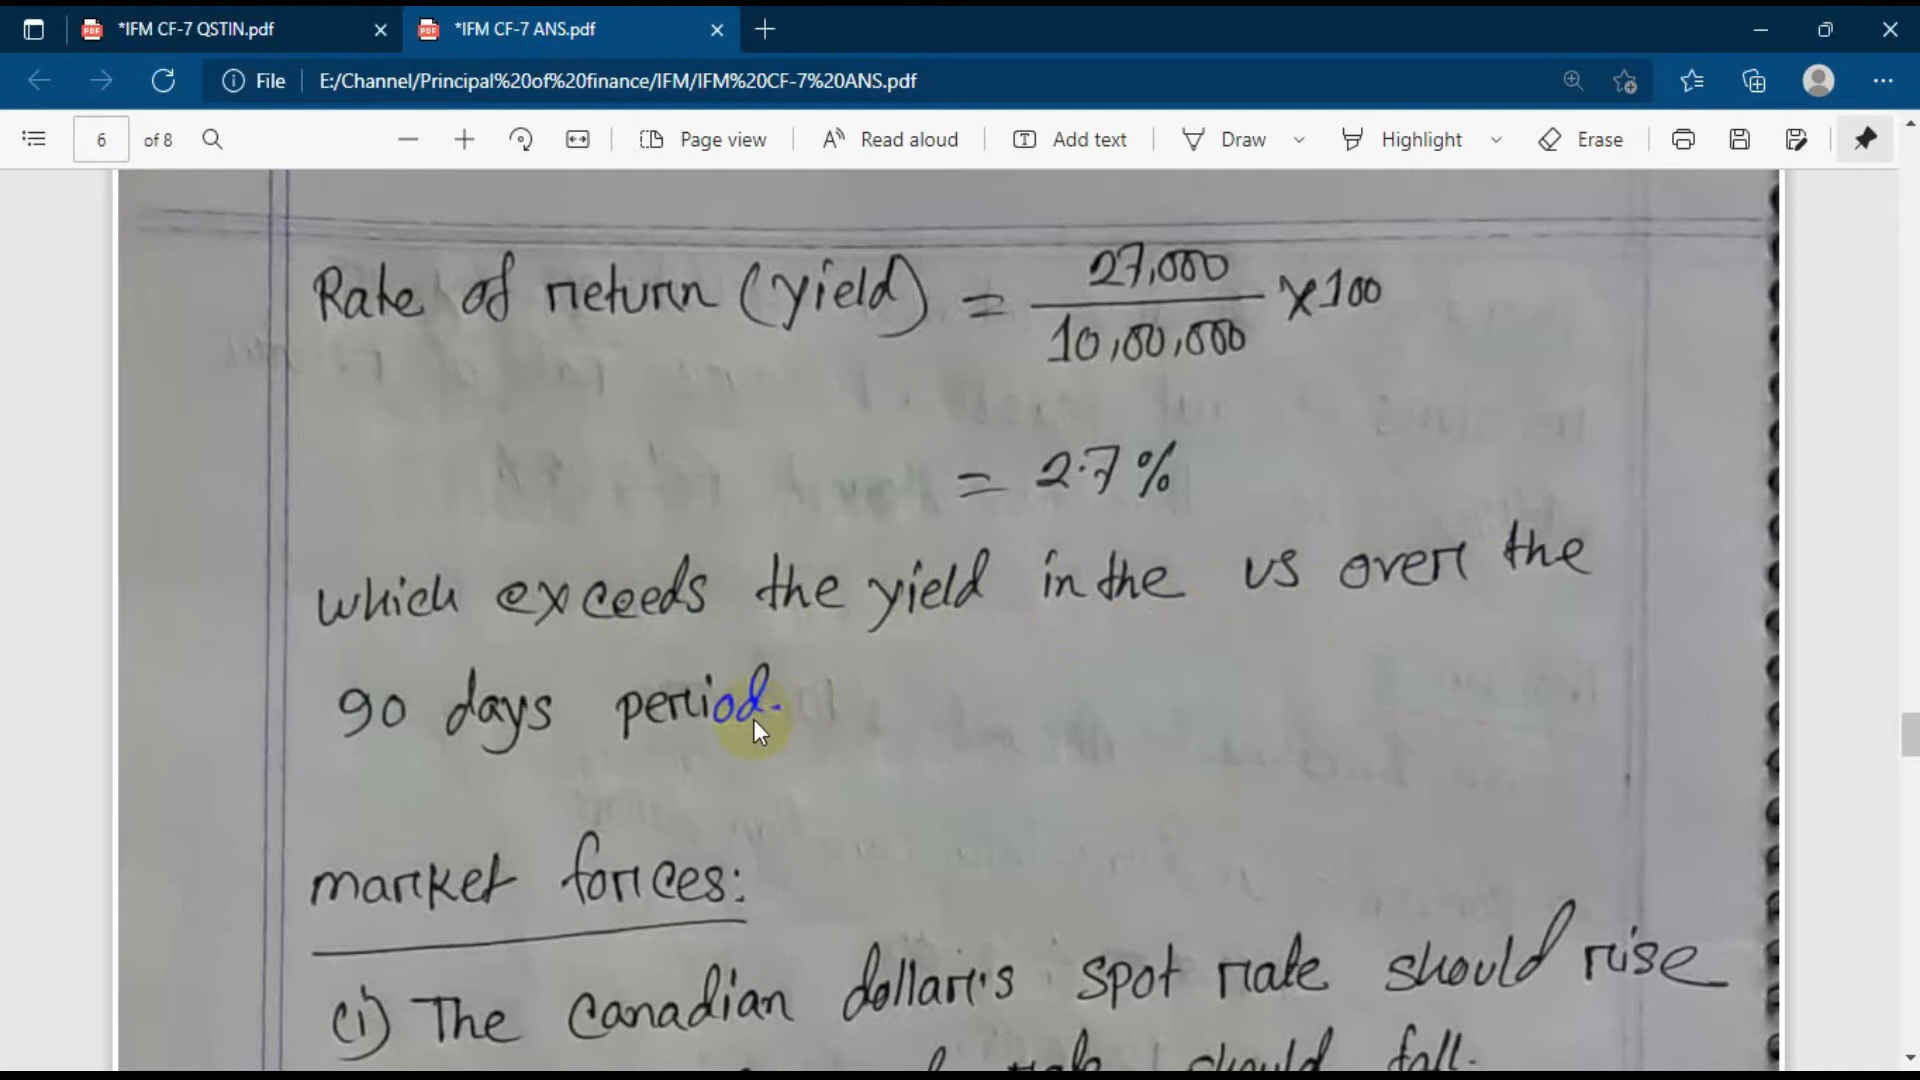 *IFM CF-7 QSTIN.pdf
*IFM CF-7 ANS.pdf
File E:/Channel/Principal%20of%20finance/IFM/IFM%20CF-7%20ANS.pdf
6 of 8 Page view Read aloud Add text Draw Highlight Erase
Rate of return (yield) = 27,000 / 10,00,000 × 100
= 2.7%
which exceeds the yield in the US over the
90 days period.
market forces:
(i) The Canadian dollar's spot rate should rise
should fall.